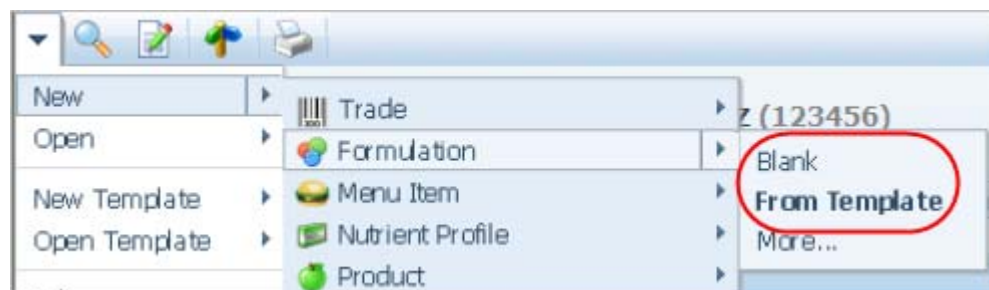 New
Open
New Template
Open Template
Trade
Formulation
Menu Item
Nutrient Profile
Product
z (123456)
Blank
From Template
More...